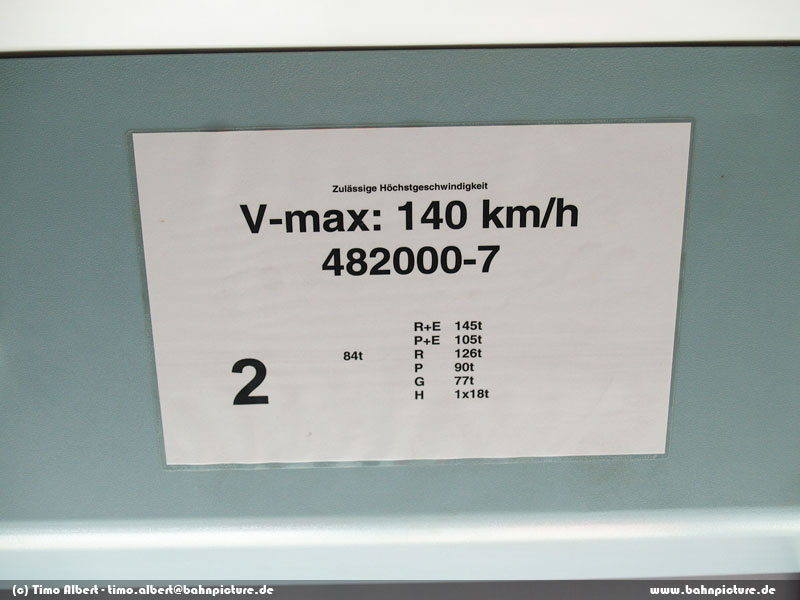 Zulässige Höchstgeschwindigkeit
V-max: 140 km/h
482000-7
2
84t
R+E 145t
P+E 105t
R 126t
P 90t
G 77t
H 1x18t
(c) Timo Albert - timo.albert@bahnpicture.de
www.bahnpicture.de